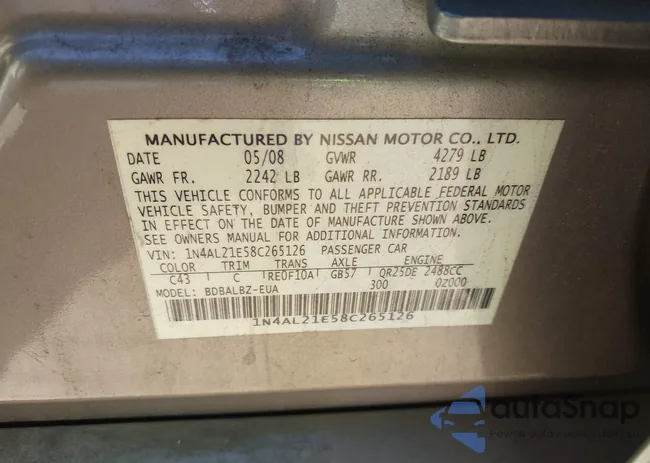 MANUFACTURED BY NISSAN MOTOR CO., LTD.
DATE 05/08 GVWR 4279 LB
GAWR FR. 2242 LB GAWR RR. 2189 LB
THIS VEHICLE CONFORMS TO ALL APPLICABLE FEDERAL MOTOR
VEHICLE SAFETY, BUMPER AND THEFT PREVENTION STANDARDS
IN EFFECT ON THE DATE OF MANUFACTURE SHOWN ABOVE.
SEE OWNERS MANUAL FOR ADDITIONAL INFORMATION.
VIN: 1N4AL21E58C265126 PASSENGER CAR
COLOR TRIM TRANS AXLE ENGINE
C43 C RE0F10A GB57 QR25DE 2488CC
MODEL: BDBALBZ-EUA 300 0Z000
1N4AL21E58C265126
autoSnap